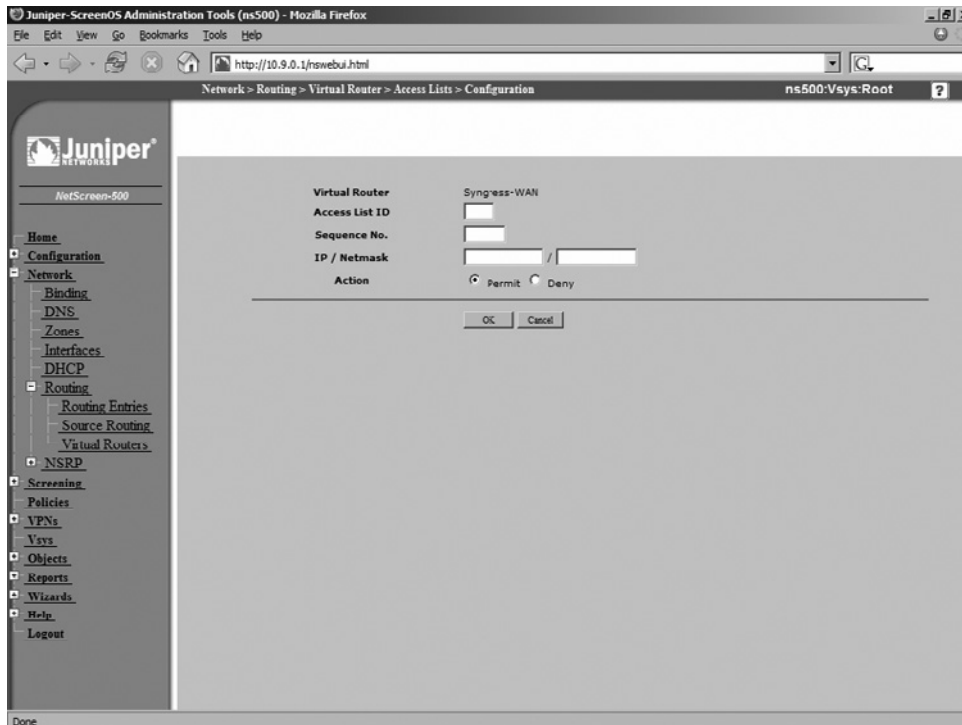 Juniper-ScreenOS Administration Tools (ns500) - Mozilla Firefox
File Edit View Go Bookmarks Tools Help
http://10.9.0.1/nswebui.html
G
Network > Routing > Virtual Router > Access Lists > Configuration
ns500:Vsys:Root
?
Juniper
NETWORKS
NetScreen-500
Home
Configuration
Network
Binding
DNS
Zones
Interfaces
DHCP
Routing
Routing Entries
Source Routing
Virtual Routers
NSRP
Screening
Policies
VPNs
Vsys
Objects
Reports
Wizards
Help
Logout
Virtual Router Syngress-WAN
Access List ID
Sequence No.
IP / Netmask /
Action Permit Deny
OK Cancel
Done